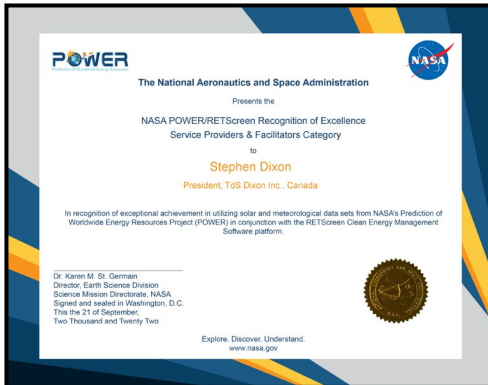 POWER
NASA
The National Aeronautics and Space Administration
Presents the
NASA POWER/RETScreen Recognition of Excellence
Service Providers & Facilitators Category
to
Stephen Dixon
President, TdS Dixon Inc., Canada
In recognition of exceptional achievement in utilizing solar and meteorological data sets from NASA's Prediction of
Worldwide Energy Resources Project (POWER) in conjunction with the RETScreen Clean Energy Management
Software platform.
Dr. Karen M. St. Germain
Director, Earth Science Division
Science Mission Directorate, NASA
Signed and sealed in Washington, D.C.
This the 21 of September,
Two Thousand and Twenty Two
Explore. Discover. Understand.
www.nasa.gov